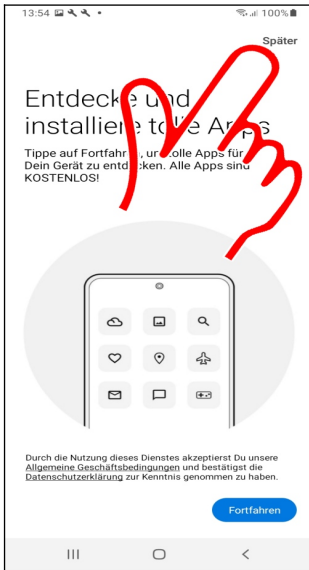 13:54 100%
Später
Entdecke und
installiere tolle Apps
Tippe auf Fortfahren, um tolle Apps für
Dein Gerät zu entdecken. Alle Apps sind
KOSTENLOS!
Durch die Nutzung dieses Dienstes akzeptierst Du unsere
Allgemeine Geschäftsbedingungen und bestätigst die
Datenschutzerklärung zur Kenntnis genommen zu haben.
Fortfahren